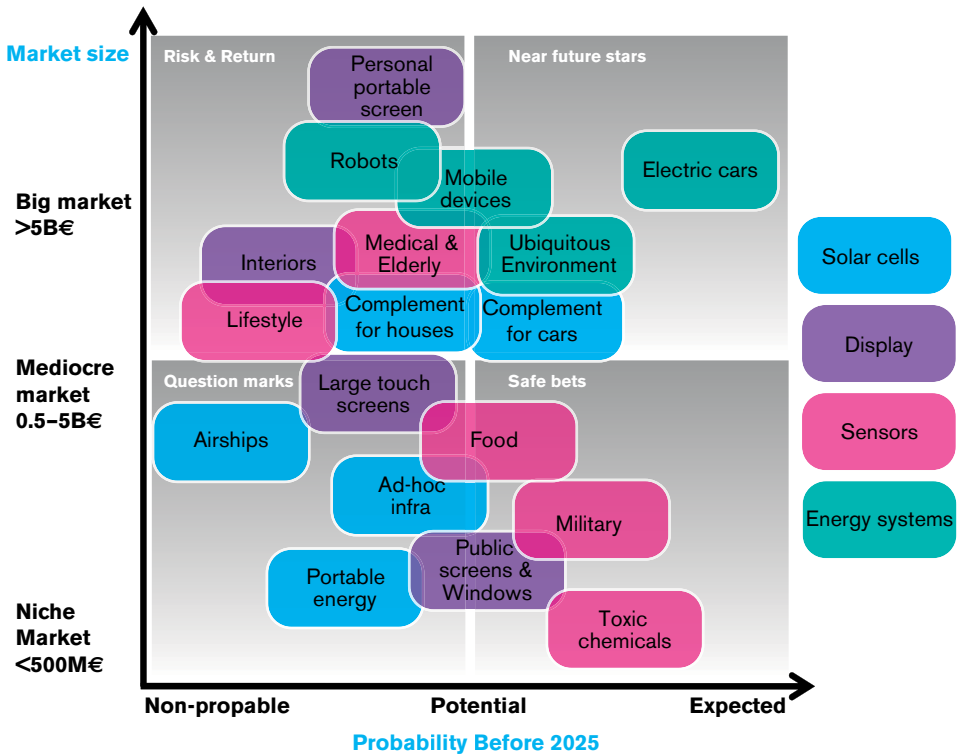 Market size
Risk & Return
Near future stars
Personal
portable
screen
Robots
Mobile
devices
Electric cars
Big market
>5B€
Interiors
Medical &
Elderly
Ubiquitous
Environment
Solar cells
Lifestyle
Complement
for houses
Complement
for cars
Display
Mediocre
market
0.5–5B€
Question marks
Large touch
screens
Safe bets
Airships
Food
Sensors
Ad-hoc
infra
Military
Energy systems
Public
screens &
Windows
Portable
energy
Toxic
chemicals
Niche
Market
<500M€
Non-propable
Potential
Expected
Probability Before 2025